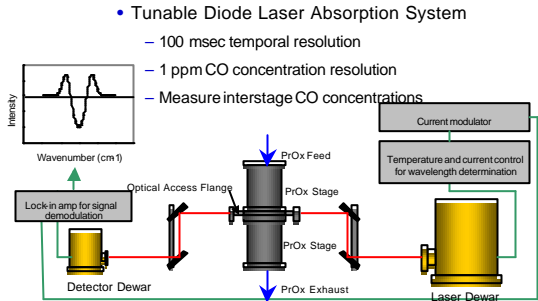 • Tunable Diode Laser Absorption System
– 100 msec temporal resolution
– 1 ppm CO concentration resolution
– Measure interstage CO concentrations
Intensity
Wavenumber (cm-1)
Current modulator
Temperature and current control
for wavelength determination
PrOx Feed
Optical Access Flange
PrOx Stage
Lock-in amp for signal
demodulation
PrOx Stage
Detector Dewar
PrOx Exhaust
Laser Dewar